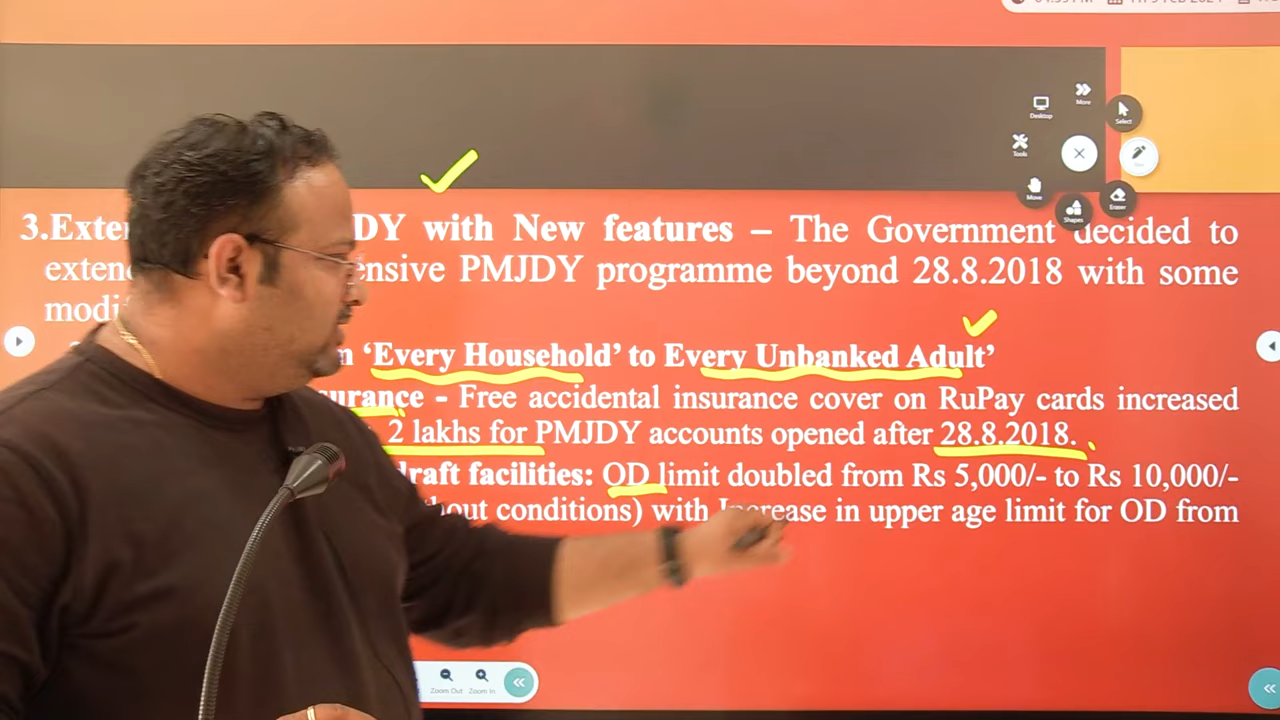 More
Desktop
Select
Tools
Move
Shapes
Eraser
3.Exte DY with New features – The Government decided to
exten ensive PMJDY programme beyond 28.8.2018 with some
modi
m ‘Every Household’ to Every Unbanked Adult’
surance - Free accidental insurance cover on RuPay cards increased
2 lakhs for PMJDY accounts opened after 28.8.2018.
draft facilities: OD limit doubled from Rs 5,000/- to Rs 10,000/-
hout conditions) with Increase in upper age limit for OD from
Zoom Out Zoom In